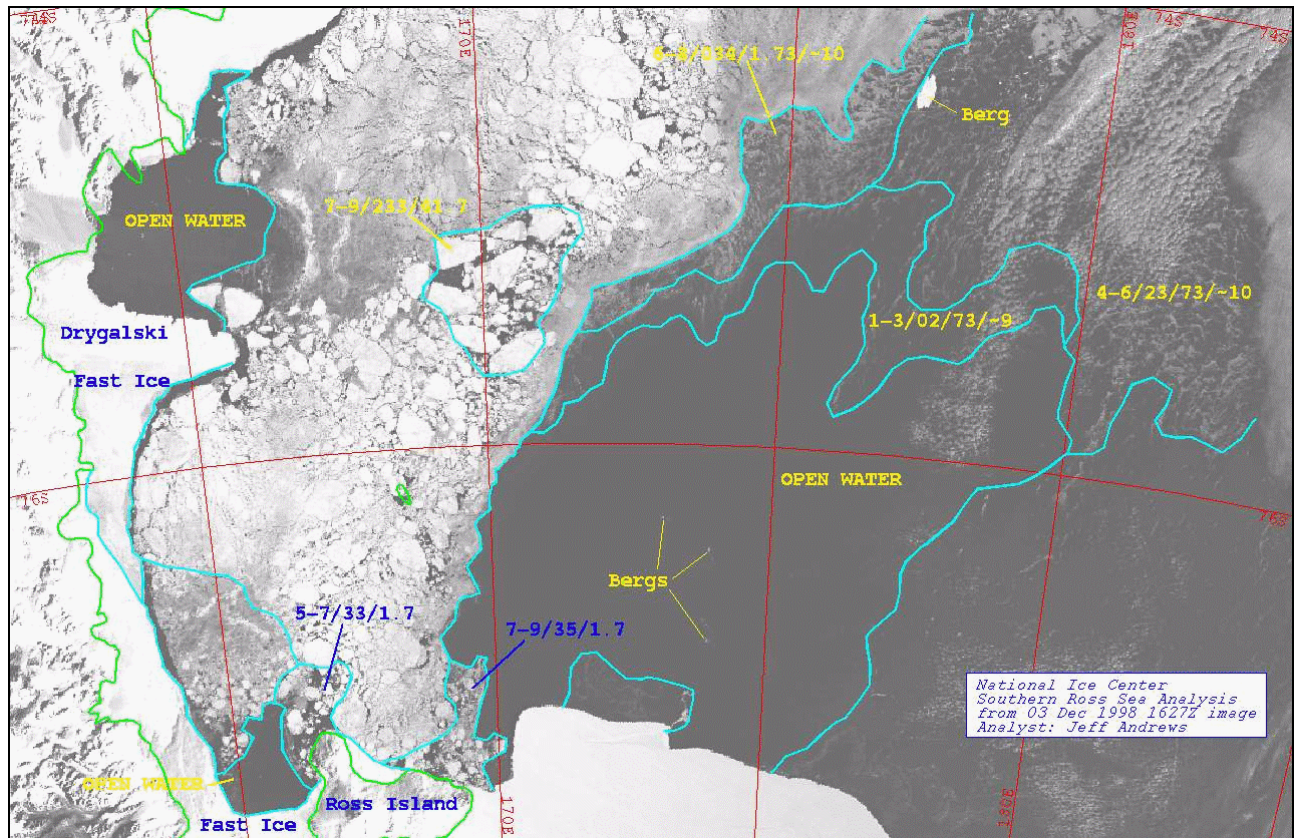 74S
170E
180E
74S
74S
6-8/034/1.73/~10
Berg
7-9/233/81.7
OPEN WATER
4-6/23/73/~10
1-3/02/73/~9
Drygalski
Fast Ice
76S
OPEN WATER
76S
Bergs
5-7/33/1.7
7-9/35/1.7
National Ice Center
Southern Ross Sea Analysis
from 03 Dec 1998 1627Z image
Analyst: Jeff Andrews
OPEN WATER
Ross Island
Fast Ice
170E
180E